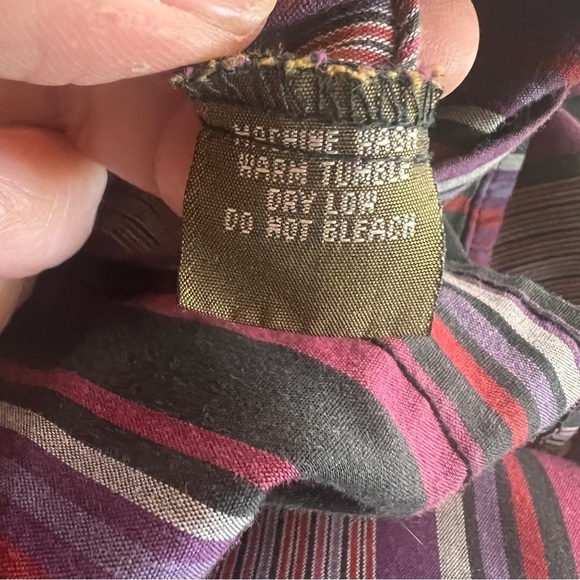 MACHINE WASH
WARM TUMBLE
DRY LOW
DO NOT BLEACH